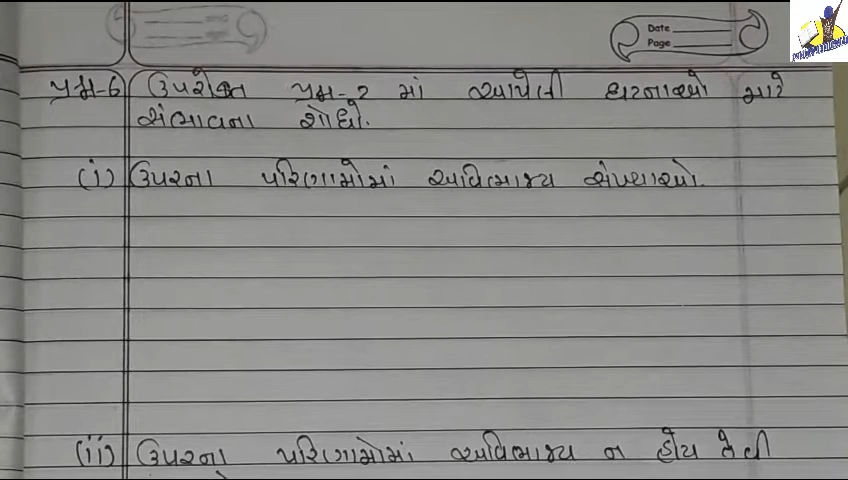 Date
Page
પ્રશ્ન-6 ઉપરોક્ત પ્રશ્ન-2 માં આપેલી ઘટનાઓ માટે
સંભાવના શોધો.
(i) ઉપરના પરિણામોમાં અવિભાજ્ય સંખ્યાઓ.
(ii) ઉપરના પરિણામોમાં અવિભાજ્ય ન હોય તેવી